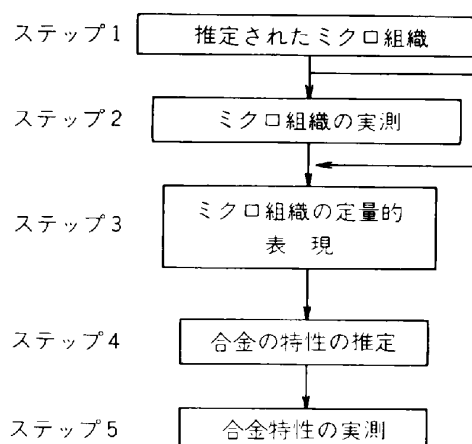 ステップ1
推定されたミクロ組織
ステップ2
ミクロ組織の実測
ステップ3
ミクロ組織の定量的
表 現
ステップ4
合金の特性の推定
ステップ5
合金特性の実測